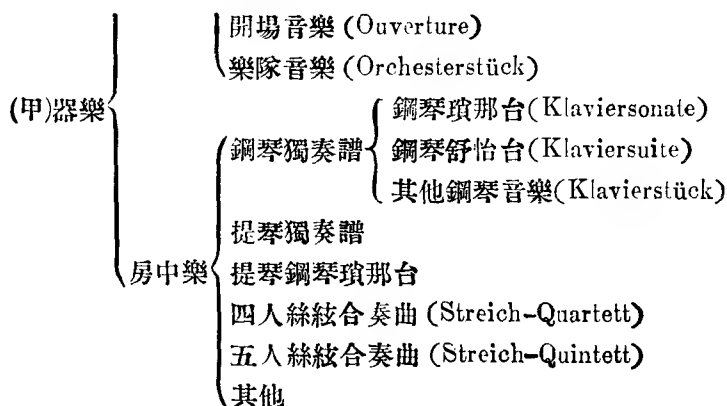 開場音樂 (Ouverture)
樂隊音樂 (Orchesterstück)
(甲)器樂
鋼琴瑣那台(Klaviersonate)
鋼琴獨奏譜
鋼琴舒怡台(Klaviersuite)
其他鋼琴音樂(Klavierstück)
提琴獨奏譜
房中樂
提琴鋼琴瑣那台
四人絲絃合奏曲 (Streich-Quartett)
五人絲絃合奏曲 (Streich-Quintett)
其他